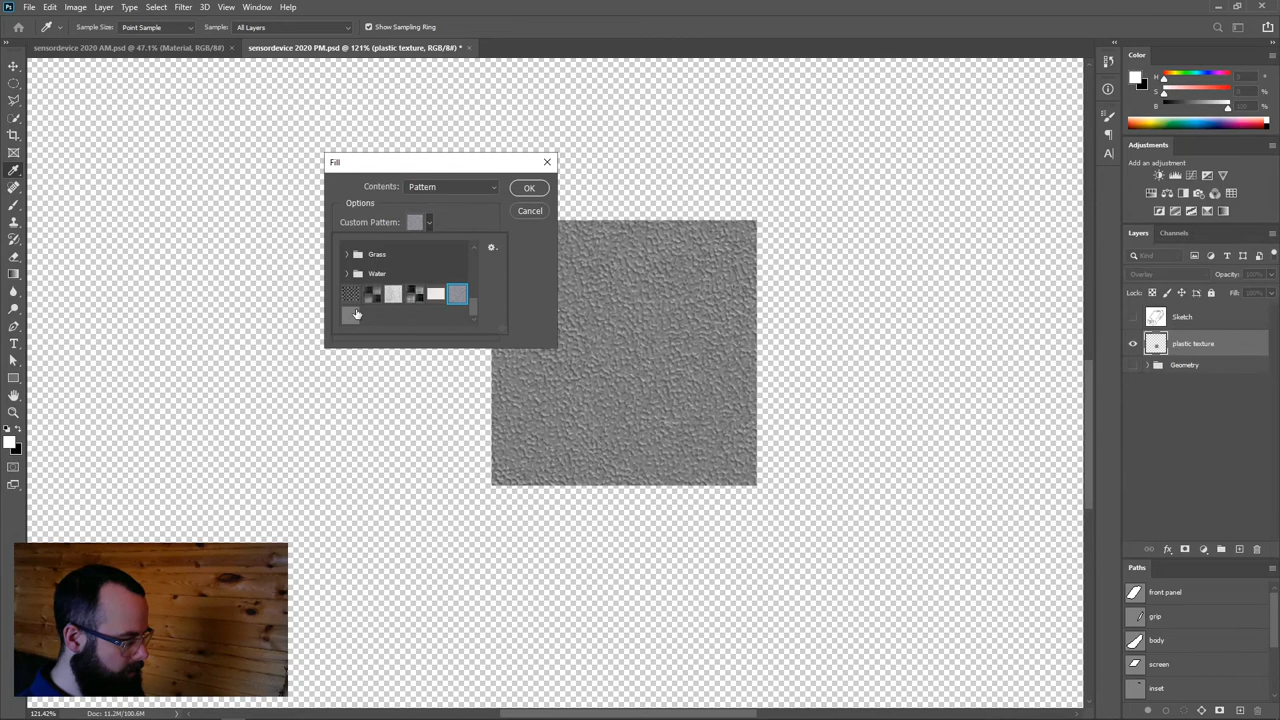 Ps File Edit Image Layer Type Select Filter 3D View Window Help
Sample Size: Point Sample Sample: All Layers Show Sampling Ring
sensordevice 2020 AM.psd @ 47.1% (Material, RGB/8#) × sensordevice 2020 PM.psd @ 121% (plastic texture, RGB/8#) * ×
Fill
Contents: Pattern OK
Options
Cancel
Custom Pattern:
Grass
Water
Color
H °
S %
B %
Adjustments
Add an adjustment
Layers Channels
Kind
Overlay Opacity:
Lock: Fill:
Sketch
plastic texture
Geometry
fx
Paths
front panel
grip
body
screen
inset
121.42% Doc: 11.2M/100.6M